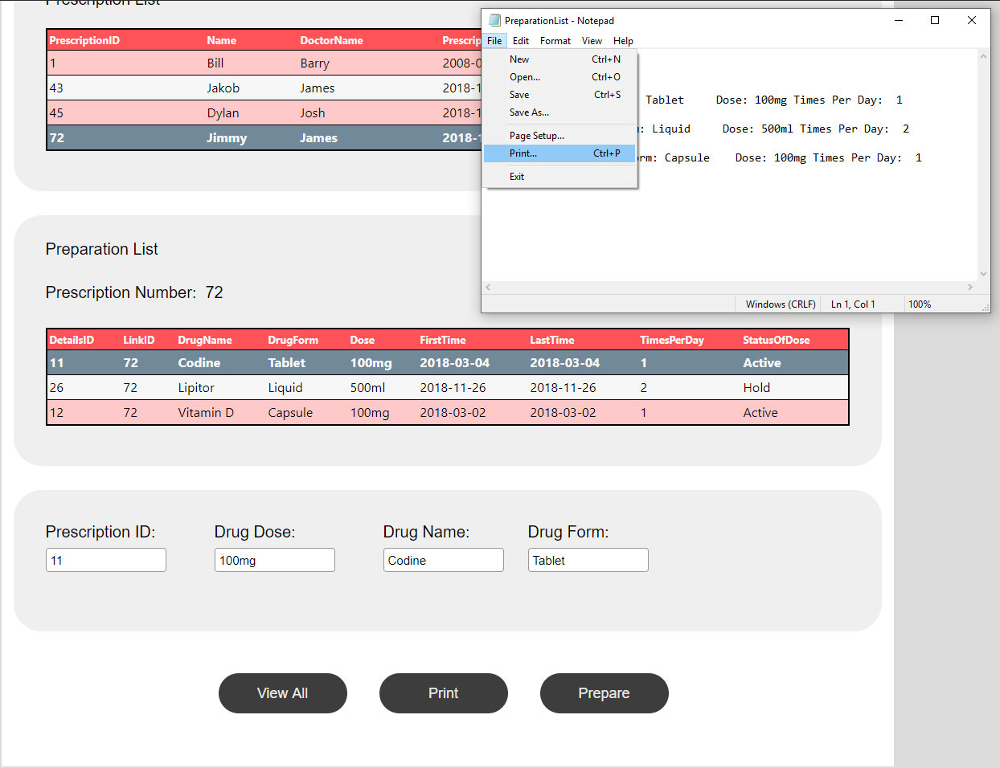 Prescription List
PrescriptionID Name DoctorName Prescrip
1 Bill Barry 2008-0
43 Jakob James 2018-1
45 Dylan Josh 2018-1
72 Jimmy James 2018-1
PreparationList - Notepad
File Edit Format View Help
New Ctrl+N
Open... Ctrl+O
Save Ctrl+S
Save As...
Page Setup...
Print... Ctrl+P
Exit
Tablet Dose: 100mg Times Per Day: 1
: Liquid Dose: 500ml Times Per Day: 2
rm: Capsule Dose: 100mg Times Per Day: 1
Windows (CRLF) Ln 1, Col 1 100%
Preparation List
Prescription Number: 72
DetailsID LinkID DrugName DrugForm Dose FirstTime LastTime TimesPerDay StatusOfDose
11 72 Codine Tablet 100mg 2018-03-04 2018-03-04 1 Active
26 72 Lipitor Liquid 500ml 2018-11-26 2018-11-26 2 Hold
12 72 Vitamin D Capsule 100mg 2018-03-02 2018-03-02 1 Active
Prescription ID: Drug Dose: Drug Name: Drug Form:
11 100mg Codine Tablet
View All Print Prepare